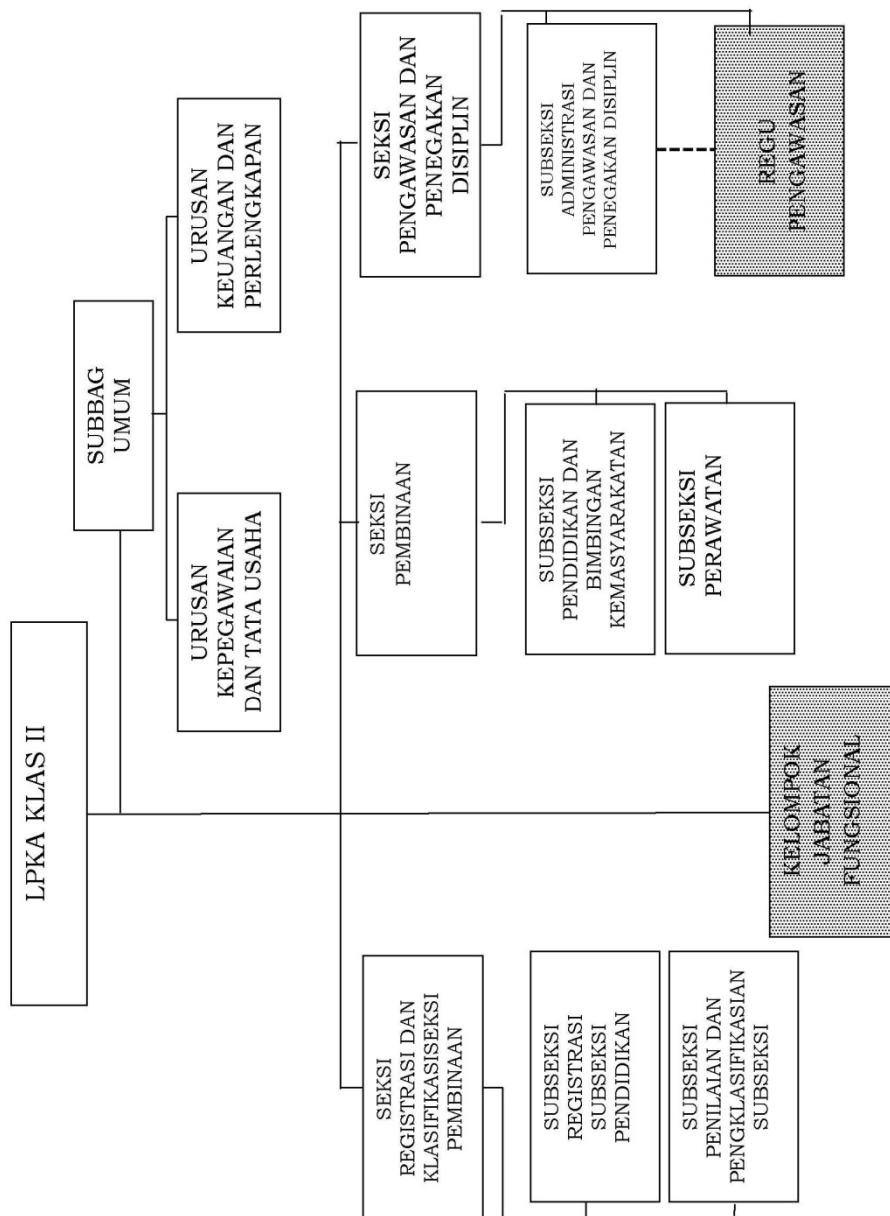 LPKA KLAS II
SUBBAG
UMUM
URUSAN
KEPEGAWAIAN
DAN TATA USAHA
URUSAN
KEUANGAN DAN
PERLENGKAPAN
SEKSI
REGISTRASI DAN
KLASIFIKASISEKSI
PEMBINAAN
SEKSI
PEMBINAAN
SEKSI
PENGAWASAN DAN
PENEGAKAN
DISIPLIN
SUBSEKSI
REGISTRASI
SUBSEKSI
PENDIDIKAN
SUBSEKSI
PENILAIAN DAN
PENGKLASIFIKASIAN
SUBSEKSI
SUBSEKSI
PENDIDIKAN DAN
BIMBINGAN
KEMASYARAKATAN
SUBSEKSI
PERAWATAN
SUBSEKSI
ADMINISTRASI
PENGAWASAN DAN
PENEGAKAN DISIPLIN
REGU
PENGAWASAN
KELOMPOK
JABATAN
FUNGSIONAL